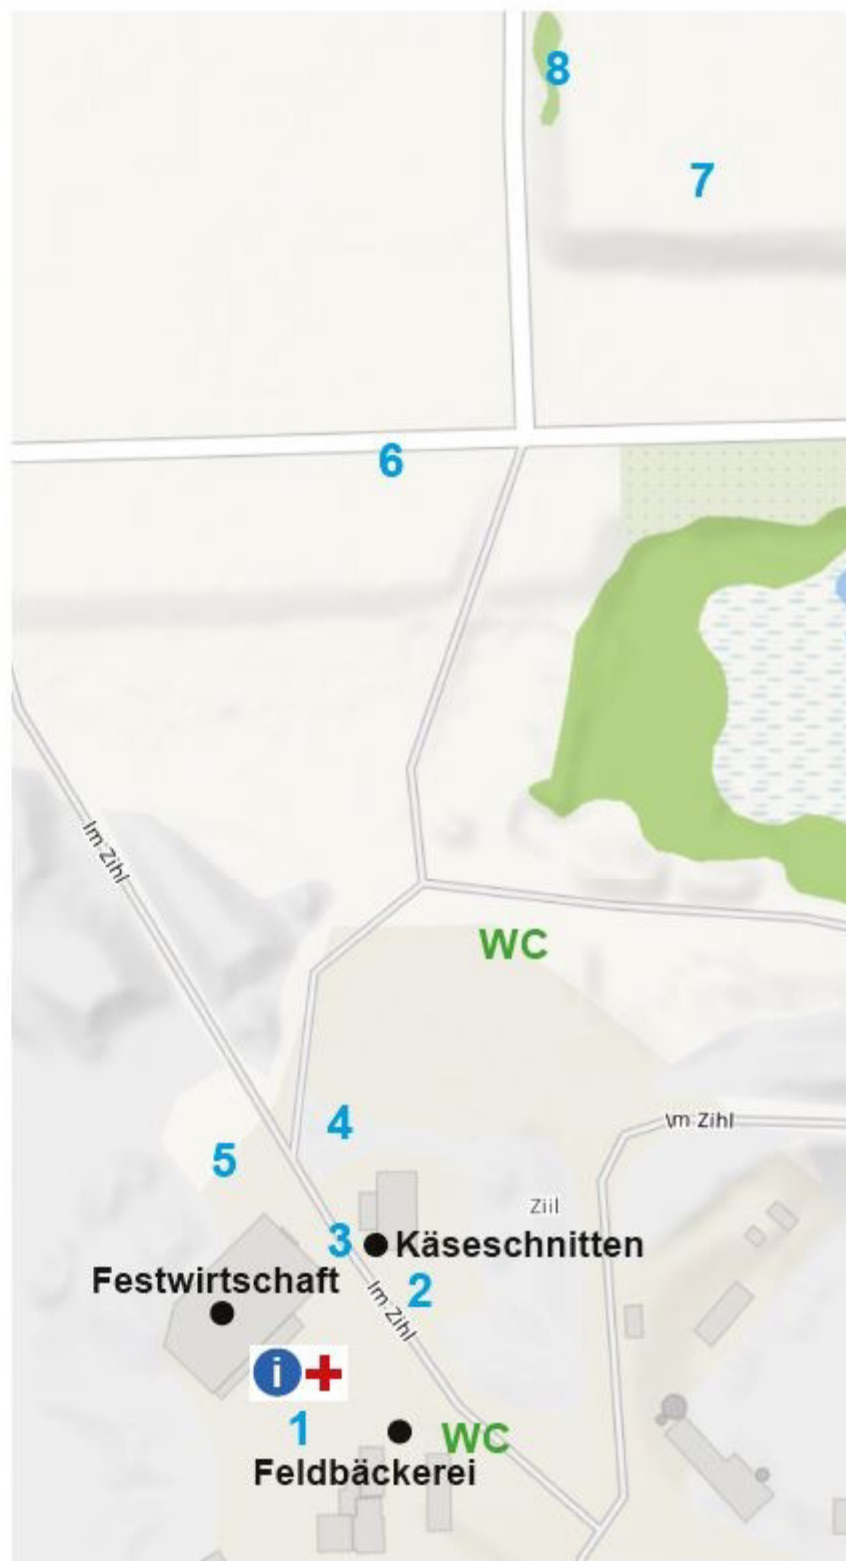 8
7
6
Im Zihl
WC
4
Im Zihl
5
Ziil
3
Käseschnitten
Festwirtschaft
2
Im Zihl
i
1
WC
Feldbäckerei